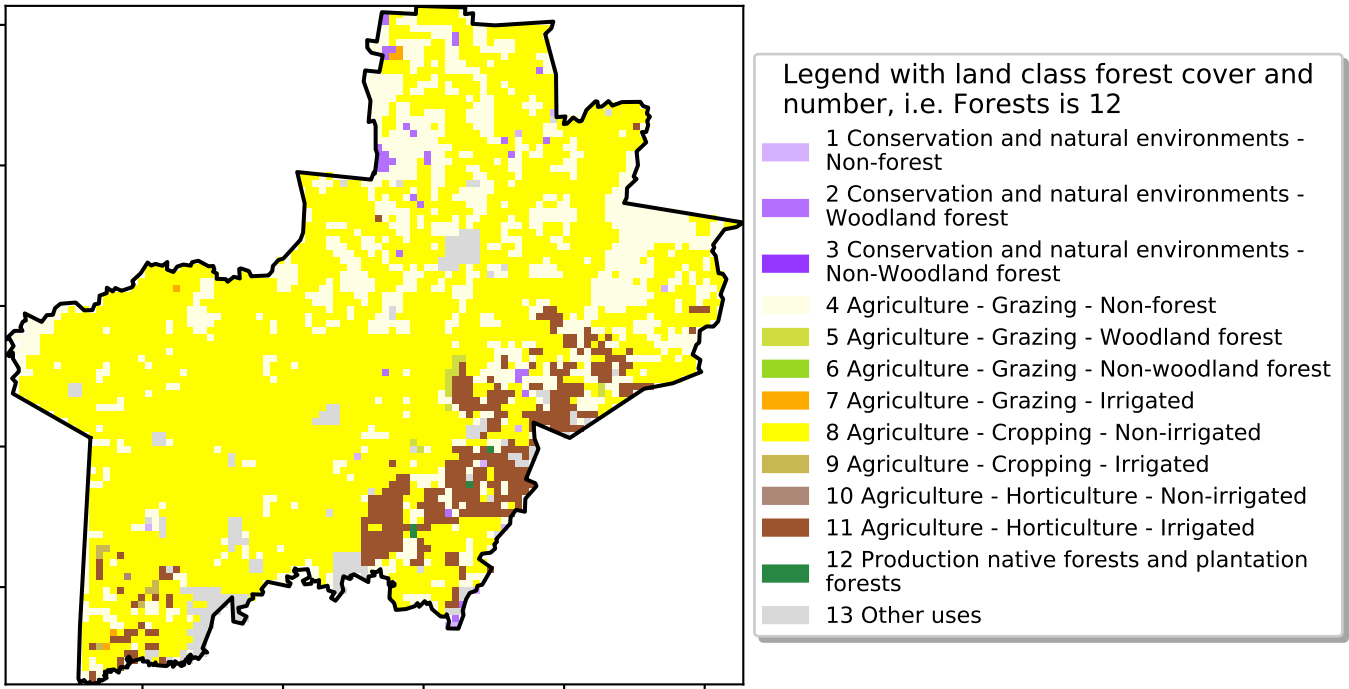 Legend with land class forest cover and
number, i.e. Forests is 12
1 Conservation and natural environments -
Non-forest
2 Conservation and natural environments -
Woodland forest
3 Conservation and natural environments -
Non-Woodland forest
4 Agriculture - Grazing - Non-forest
5 Agriculture - Grazing - Woodland forest
6 Agriculture - Grazing - Non-woodland forest
7 Agriculture - Grazing - Irrigated
8 Agriculture - Cropping - Non-irrigated
9 Agriculture - Cropping - Irrigated
10 Agriculture - Horticulture - Non-irrigated
11 Agriculture - Horticulture - Irrigated
12 Production native forests and plantation
forests
13 Other uses